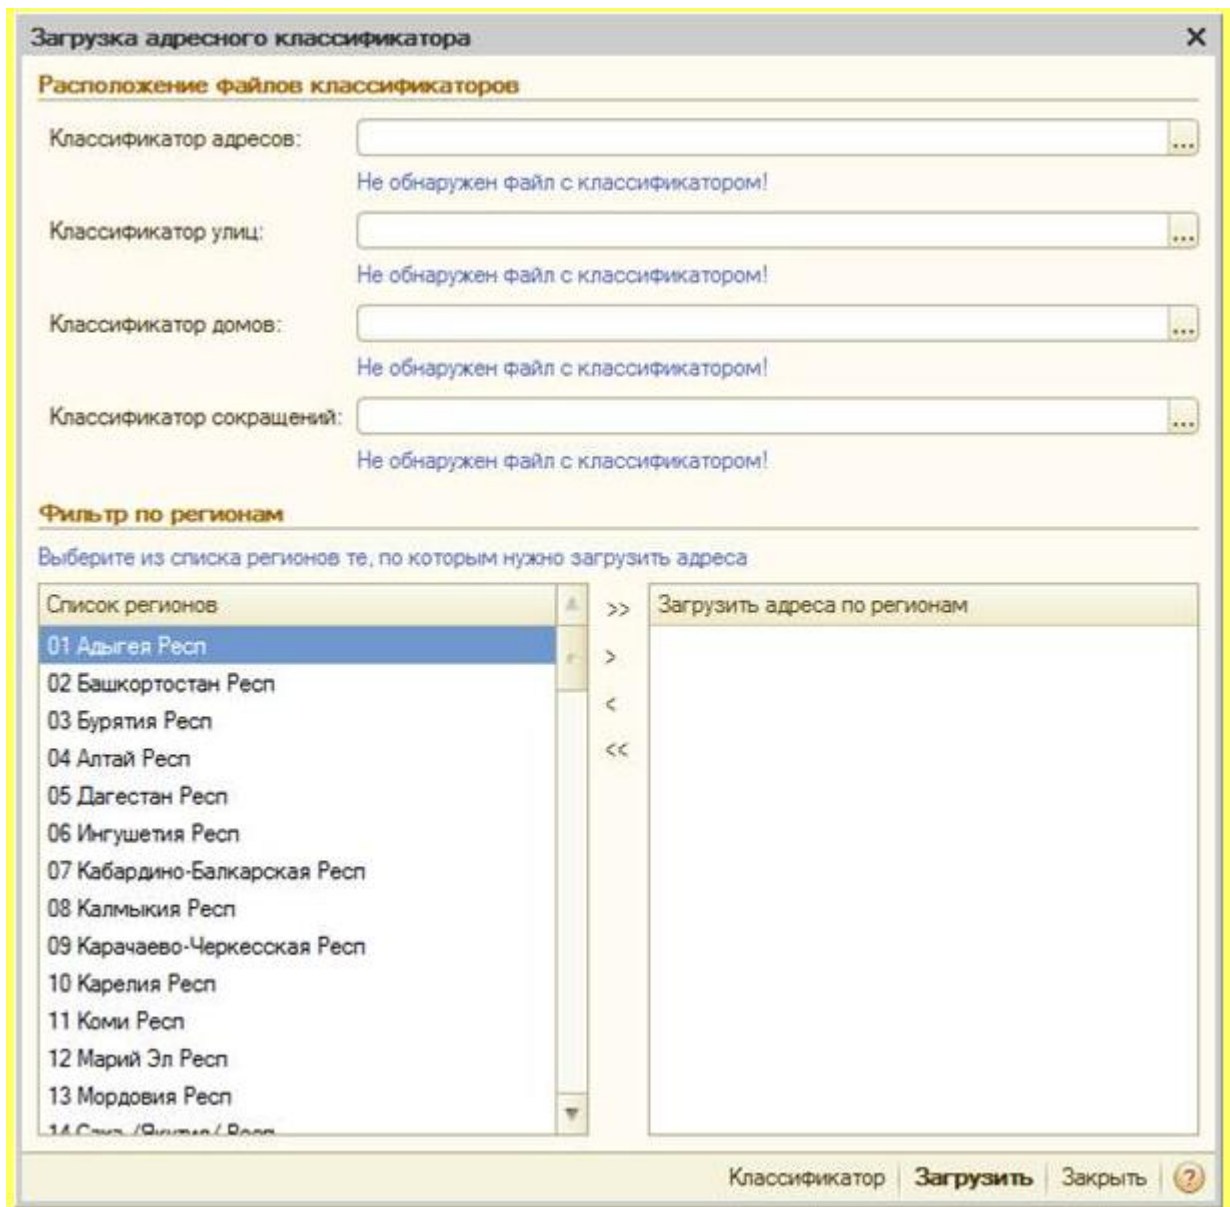 Загрузка адресного классификатора
Расположение файлов классификаторов
Классификатор адресов: ...
Не обнаружен файл с классификатором!
Классификатор улиц: ...
Не обнаружен файл с классификатором!
Классификатор домов: ...
Не обнаружен файл с классификатором!
Классификатор сокращений: ...
Не обнаружен файл с классификатором!
Фильтр по регионам
Выберите из списка регионов те, по которым нужно загрузить адреса
Список регионов
01 Адыгея Респ
02 Башкортостан Респ
03 Бурятия Респ
04 Алтай Респ
05 Дагестан Респ
06 Ингушетия Респ
07 Кабардино-Балкарская Респ
08 Калмыкия Респ
09 Карачаево-Черкесская Респ
10 Карелия Респ
11 Коми Респ
12 Марий Эл Респ
13 Мордовия Респ
14 Саха /Якутия/ Респ
>>
>
<
<<
Загрузить адреса по регионам
Классификатор Загрузить Закрыть ?